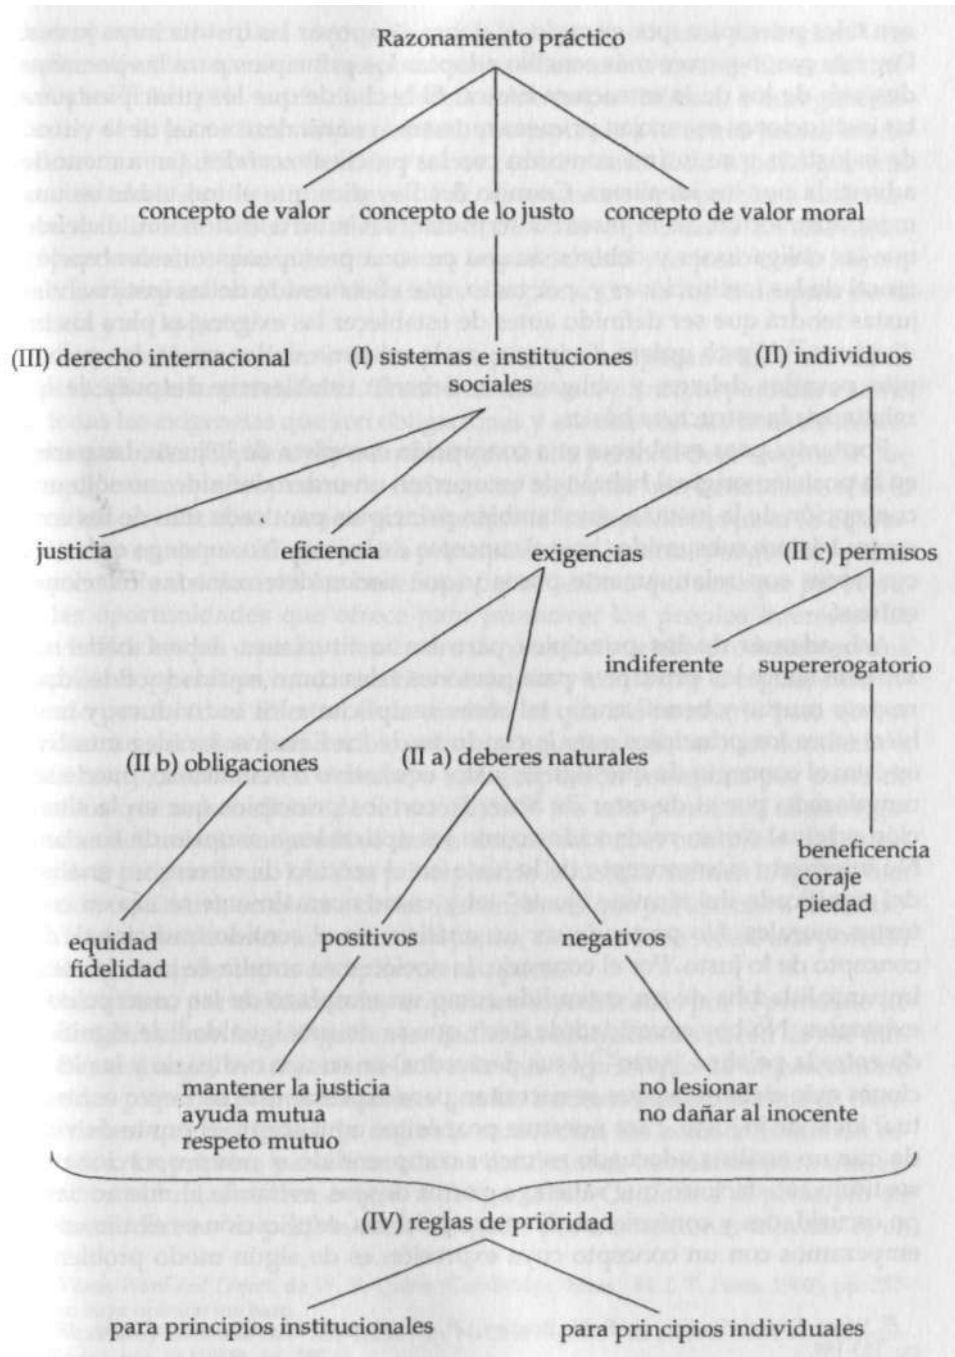 Razonamiento práctico
concepto de valor concepto de lo justo concepto de valor moral
(III) derecho internacional (I) sistemas e instituciones (II) individuos
sociales
justicia eficiencia exigencias (II c) permisos
indiferente supererogatorio
(II b) obligaciones (II a) deberes naturales
beneficencia
coraje
piedad
equidad positivos negativos
fidelidad
mantener la justicia no lesionar
ayuda mutua no dañar al inocente
respeto mutuo
(IV) reglas de prioridad
para principios institucionales para principios individuales